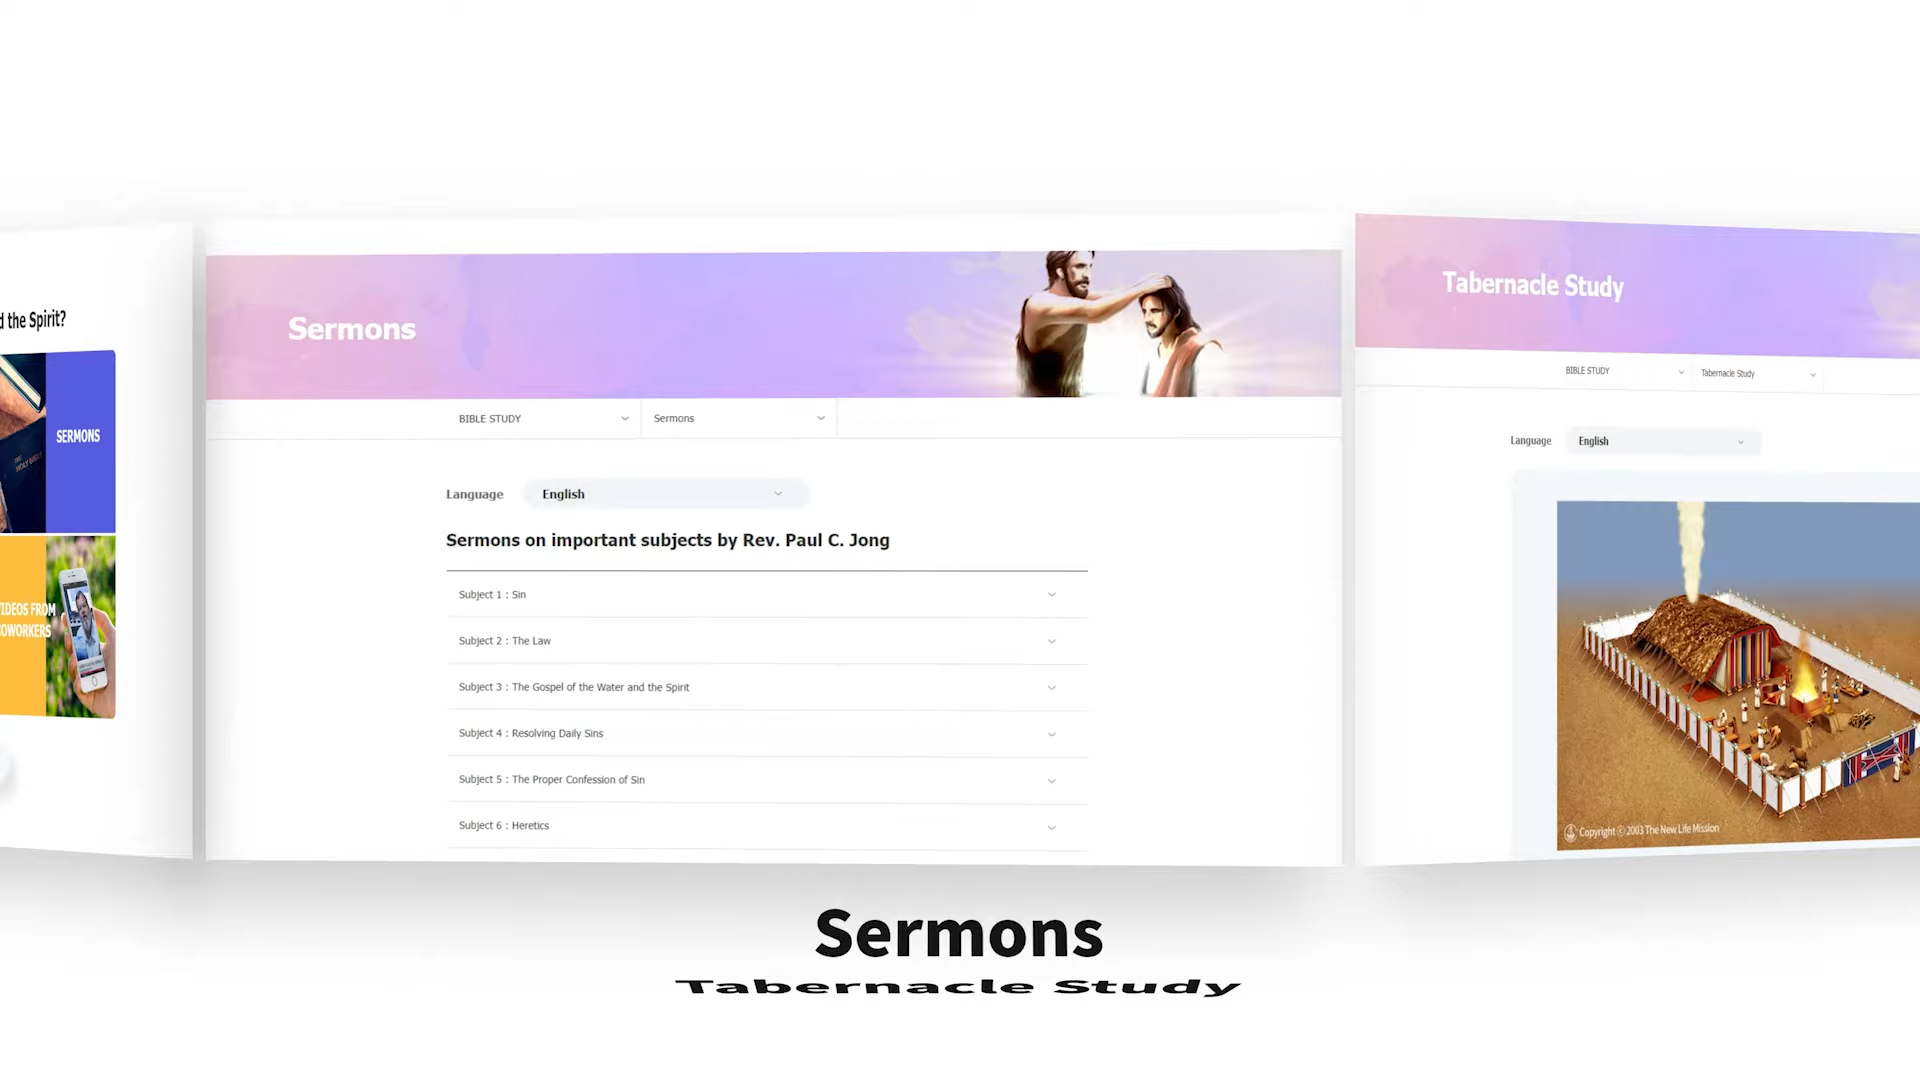 d the Spirit?
SERMONS
IDEOS FROM
OWORKERS
Sermons
BIBLE STUDY
Sermons
Language
English
Sermons on important subjects by Rev. Paul C. Jong
Subject 1 : Sin
Subject 2 : The Law
Subject 3 : The Gospel of the Water and the Spirit
Subject 4 : Resolving Daily Sins
Subject 5 : The Proper Confession of Sin
Subject 6 : Heretics
Tabernacle Study
BIBLE STUDY
Tabernacle Study
Language
English
Copyright © 2003 The New Life Mission
Sermons
Tabernacle Study